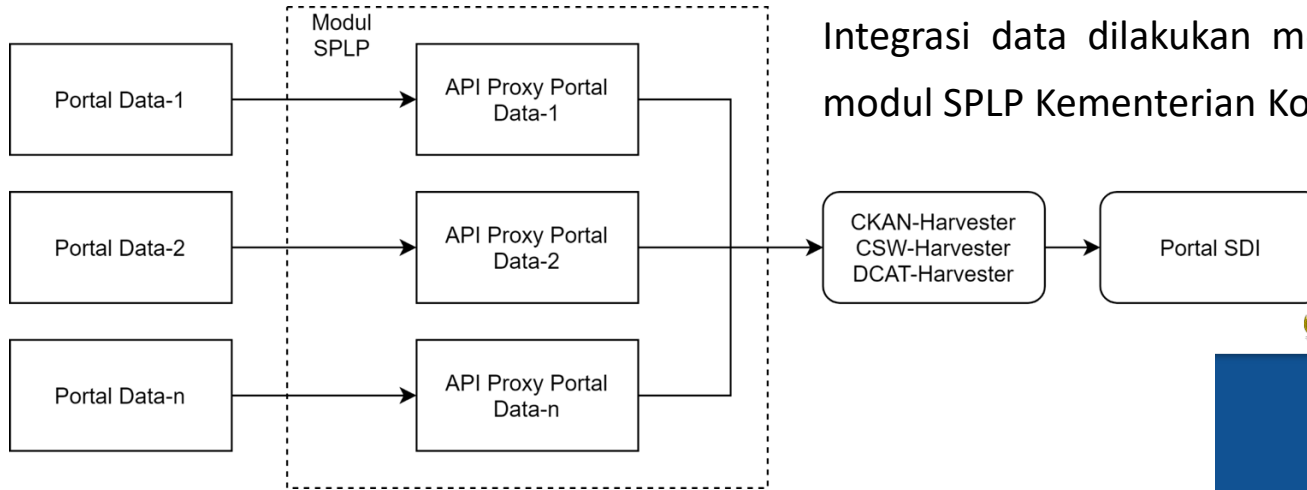 Modul
SPLP
Portal Data-1
API Proxy Portal
Data-1
Integrasi data dilakukan
modul SPLP Kementerian
Portal Data-2
API Proxy Portal
Data-2
CKAN-Harvester
CSW-Harvester
DCAT-Harvester
Portal SDI
Portal Data-n
API Proxy Portal
Data-n